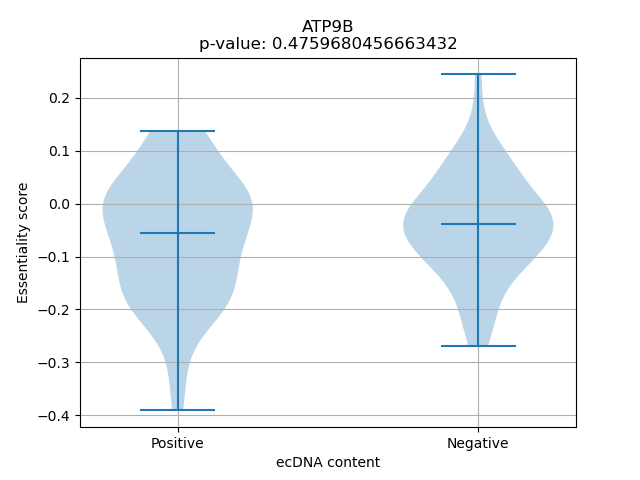 ATP9B
p-value: 0.4759680456663432
0.2
0.1
0.0
−0.1
−0.2
−0.3
−0.4
Essentiality score
Positive
Negative
ecDNA content